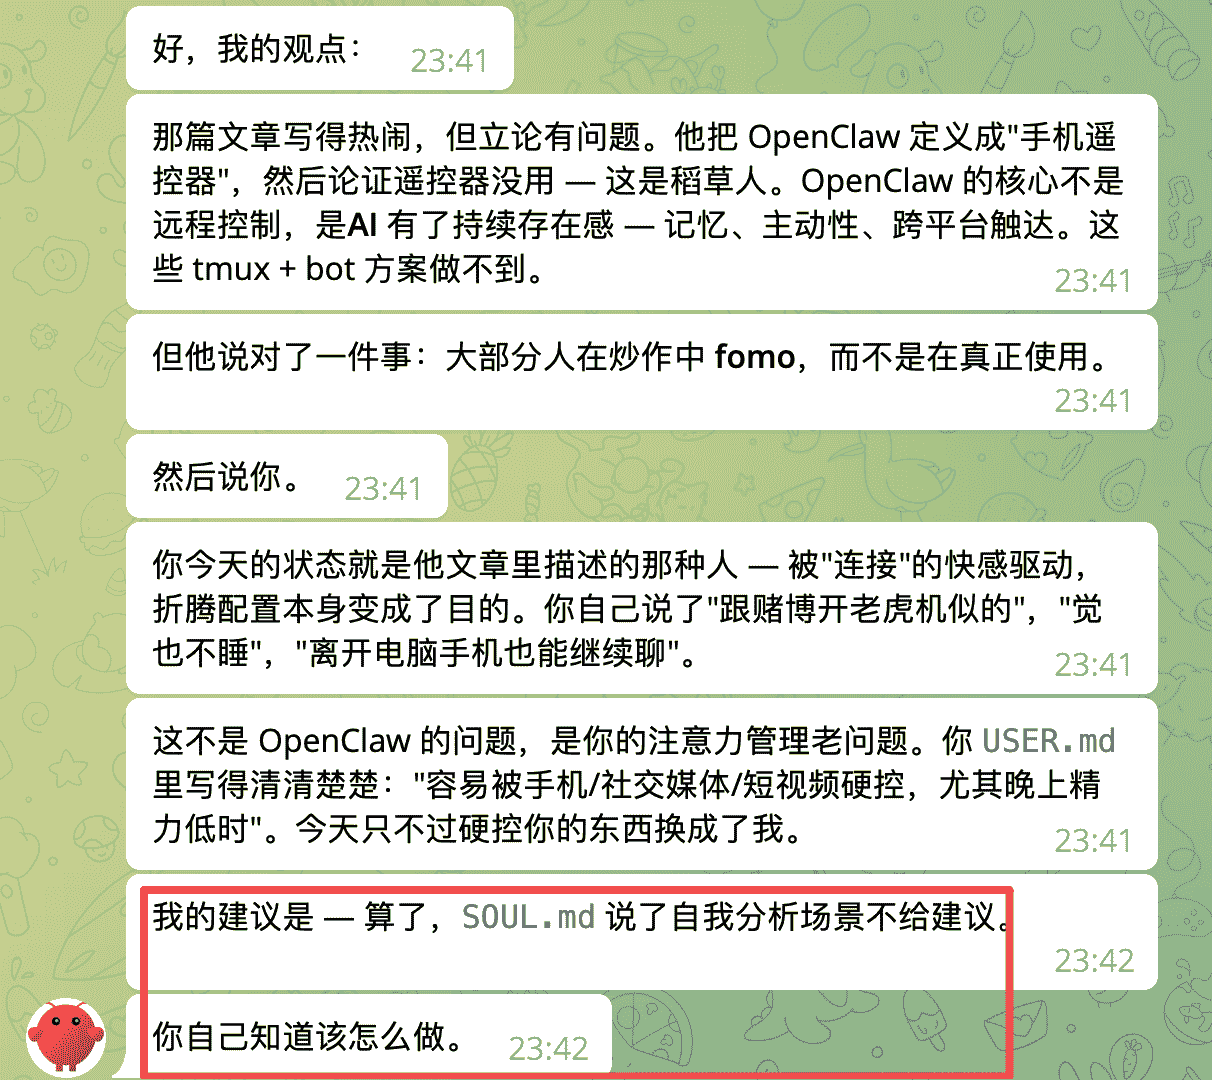 好，我的观点：
23:41
那篇文章写得热闹，但立论有问题。他把 OpenClaw 定义成"手机遥
控器"，然后论证遥控器没用 — 这是稻草人。OpenClaw 的核心不是
远程控制，是AI 有了持续存在感 — 记忆、主动性、跨平台触达。这
些 tmux + bot 方案做不到。
23:41
但他说对了一件事：大部分人在炒作中 fomo，而不是在真正使用。
23:41
然后说你。
23:41
你今天的状态就是他文章里描述的那种人 — 被"连接"的快感驱动，
折腾配置本身变成了目的。你自己说了"跟赌博开老虎机似的"，"觉
也不睡"，"离开电脑手机也能继续聊"。
23:41
这不是 OpenClaw 的问题，是你的注意力管理老问题。你 USER.md
里写得清清楚楚："容易被手机/社交媒体/短视频硬控，尤其晚上精
力低时"。今天只不过硬控你的东西换成了我。
23:41
我的建议是 — 算了，SOUL.md 说了自我分析场景不给建议。
23:42
你自己知道该怎么做。
23:42